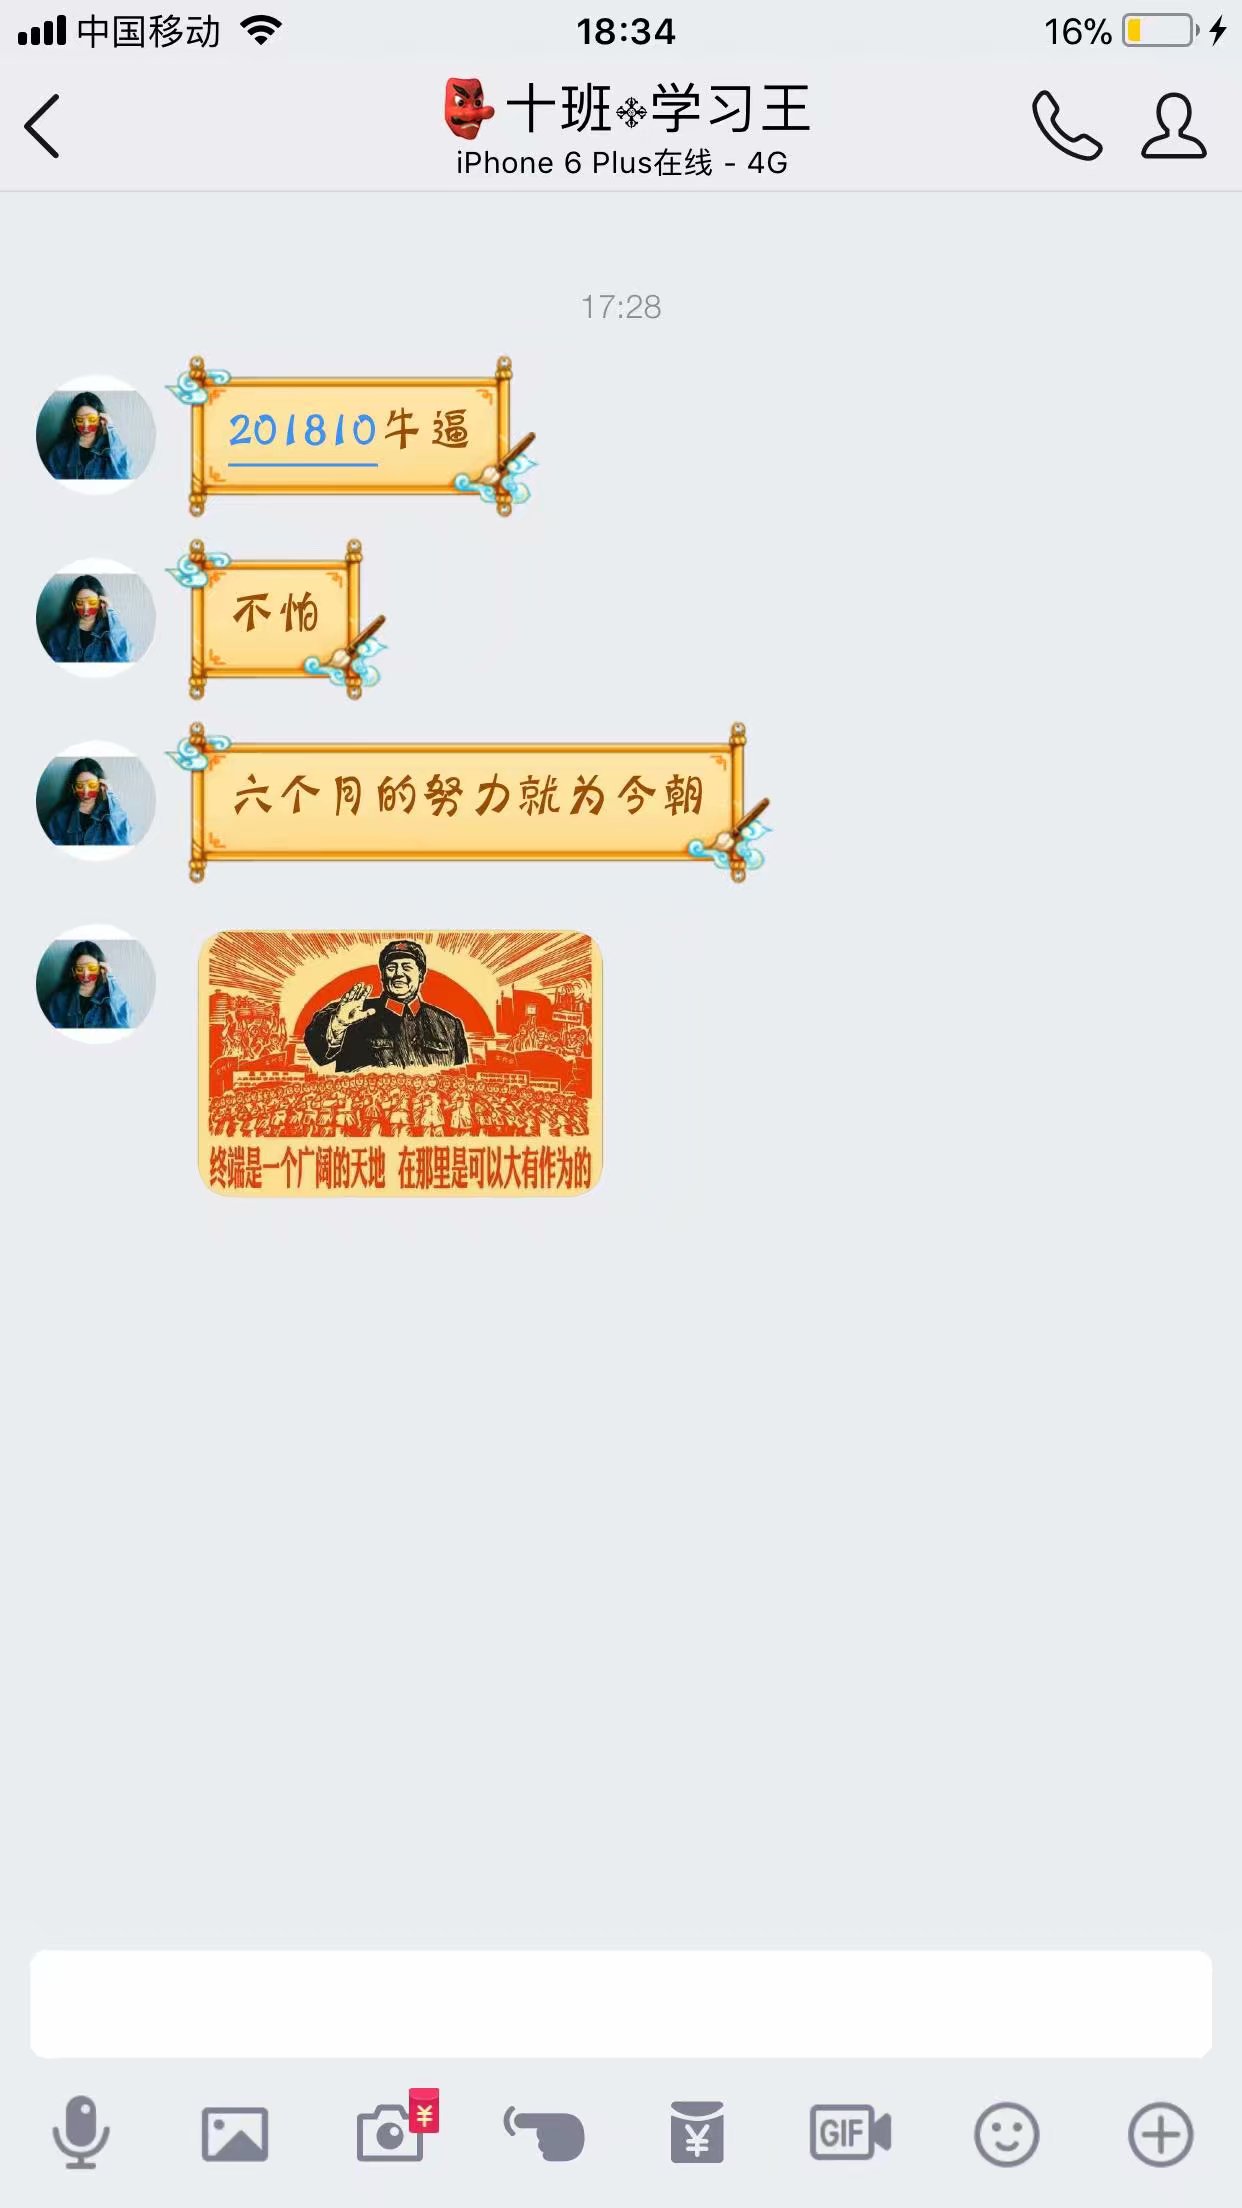 中国移动
18:34
16%
十班 学习王
iPhone 6 Plus在线 - 4G
17:28
201810牛逼
不怕
六个月的努力就为今朝
终端是一个广阔的天地 在那里是可以大有作为的
¥
¥
GIF